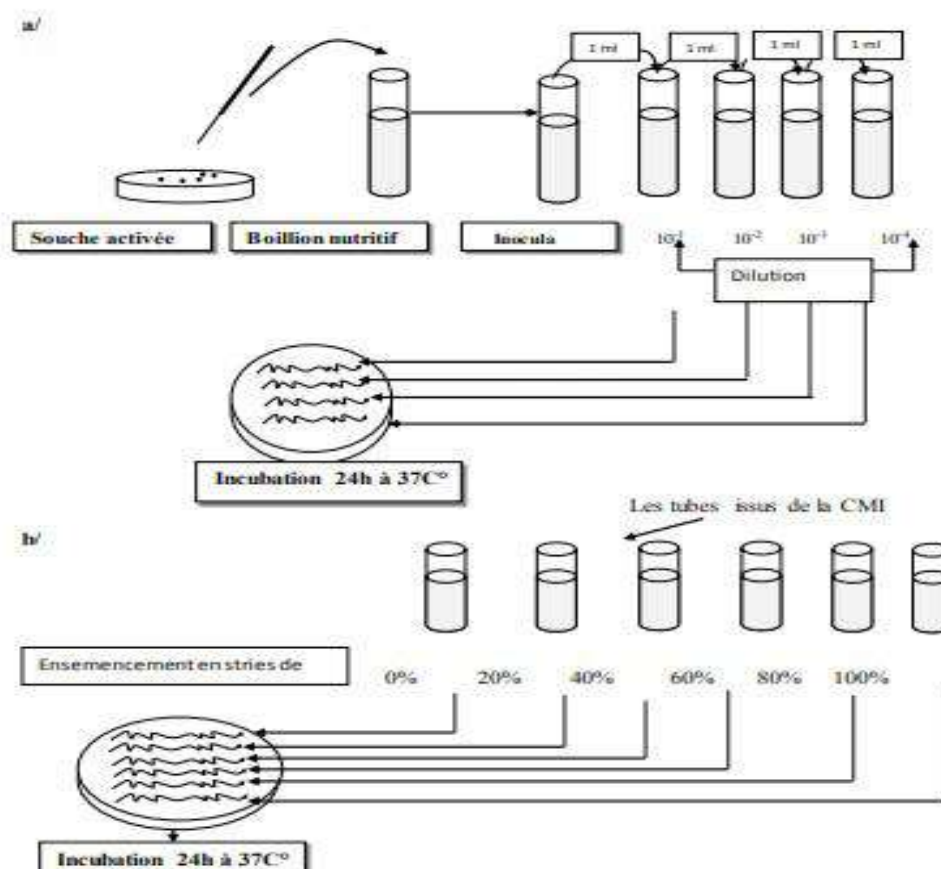 a/
1 ml
1 ml
1 ml
1 ml
Souche activée
Boillion nutritif
Inocula
10⁻¹
10⁻²
10⁻³
10⁻⁴
Dilution
Incubation 24h à 37C°
Les tubes issus de la CMI
b/
Ensemencement en stries de
0%
20%
40%
60%
80%
100%
Incubation 24h à 37C°